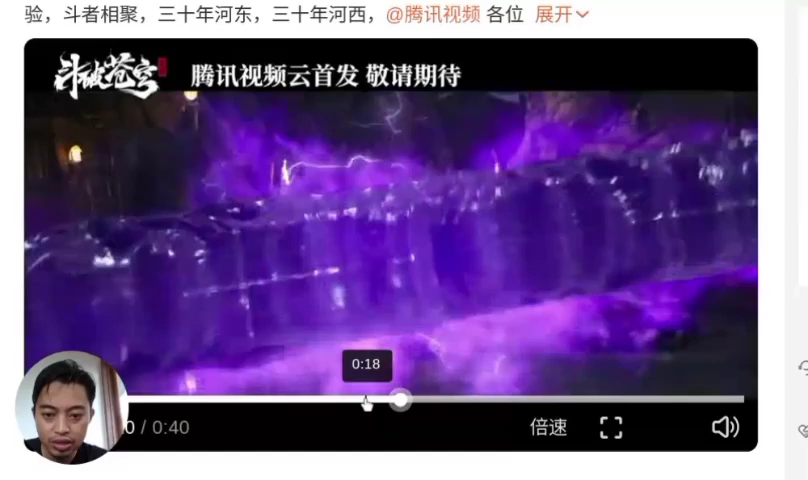 验，斗者相聚，三十年河东，三十年河西，@腾讯视频 各位 展开
斗破苍穹 腾讯视频云首发 敬请期待
0:18
0 / 0:40 倍速